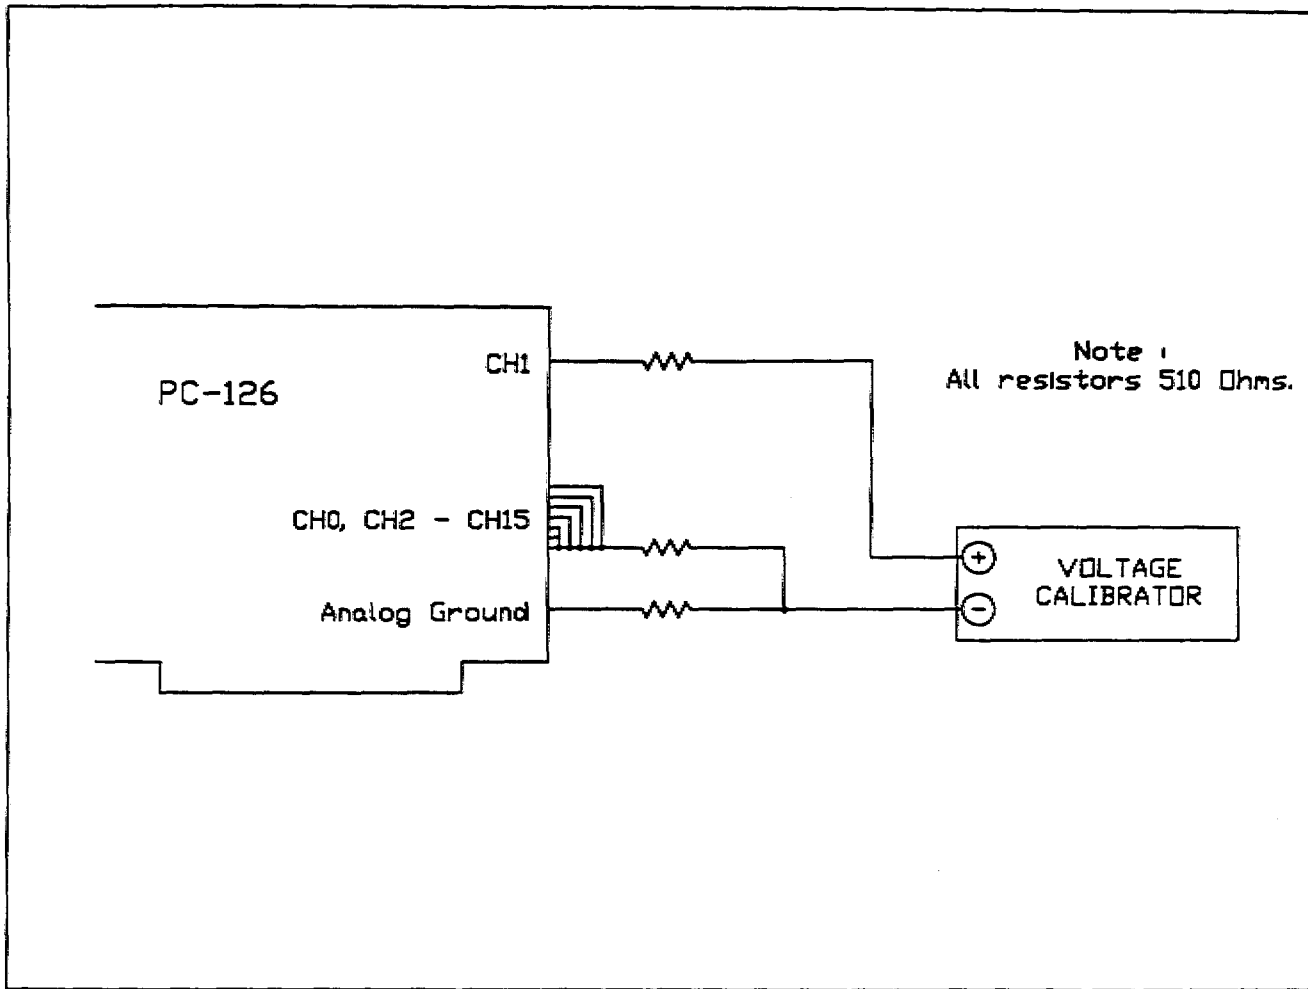 CH1
PC-126
Note :
All resistors 510 Ohms.
CH0, CH2 - CH15
Analog Ground
+
-
VOLTAGE
CALIBRATOR